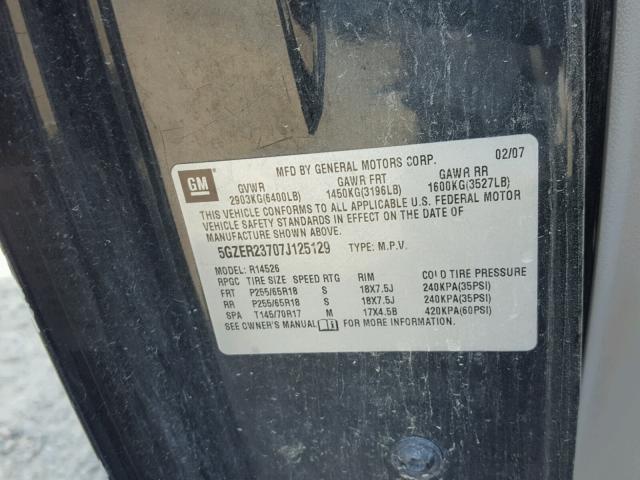 GM
MFD BY GENERAL MOTORS CORP. 02/07
GVWR GAWR FRT GAWR RR
2903KG(6400LB) 1450KG(3196LB) 1600KG(3527LB)
THIS VEHICLE CONFORMS TO ALL APPLICABLE U.S. FEDERAL MOTOR
VEHICLE SAFETY STANDARDS IN EFFECT ON THE DATE OF
MANUFACTURE SHOWN ABOVE.
5GZER23707J125129 TYPE: M.P.V.
MODEL: R14526
RPGC TIRE SIZE SPEED RTG RIM COLD TIRE PRESSURE
FRT P255/65R18 S 18X7.5J 240KPA(35PSI)
RR P255/65R18 S 18X7.5J 240KPA(35PSI)
SPA T145/70R17 M 17X4.5B 420KPA(60PSI)
SEE OWNER'S MANUAL FOR MORE INFORMATION.